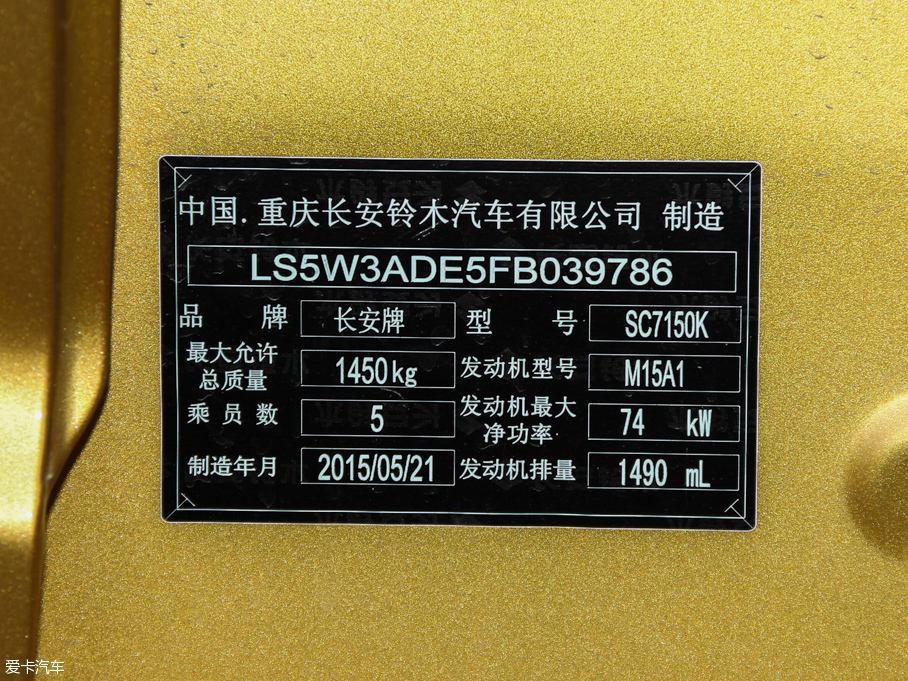 中国.重庆长安铃木汽车有限公司 制造
LS5W3ADE5FB039786
品 牌 长安牌 型 号 SC7150K
最大允许总质量 1450kg 发动机型号 M15A1
乘员数 5 发动机最大净功率 74 kW
制造年月 2015/05/21 发动机排量 1490 mL
爱卡汽车